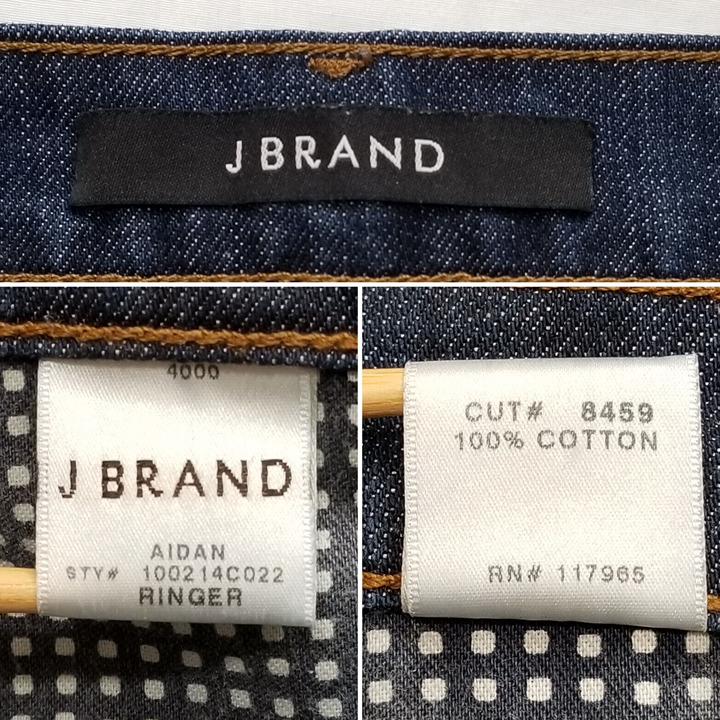 J BRAND
4000
J BRAND
AIDAN
STY# 100214C022
RINGER
CUT# 8459
100% COTTON
RN# 117965